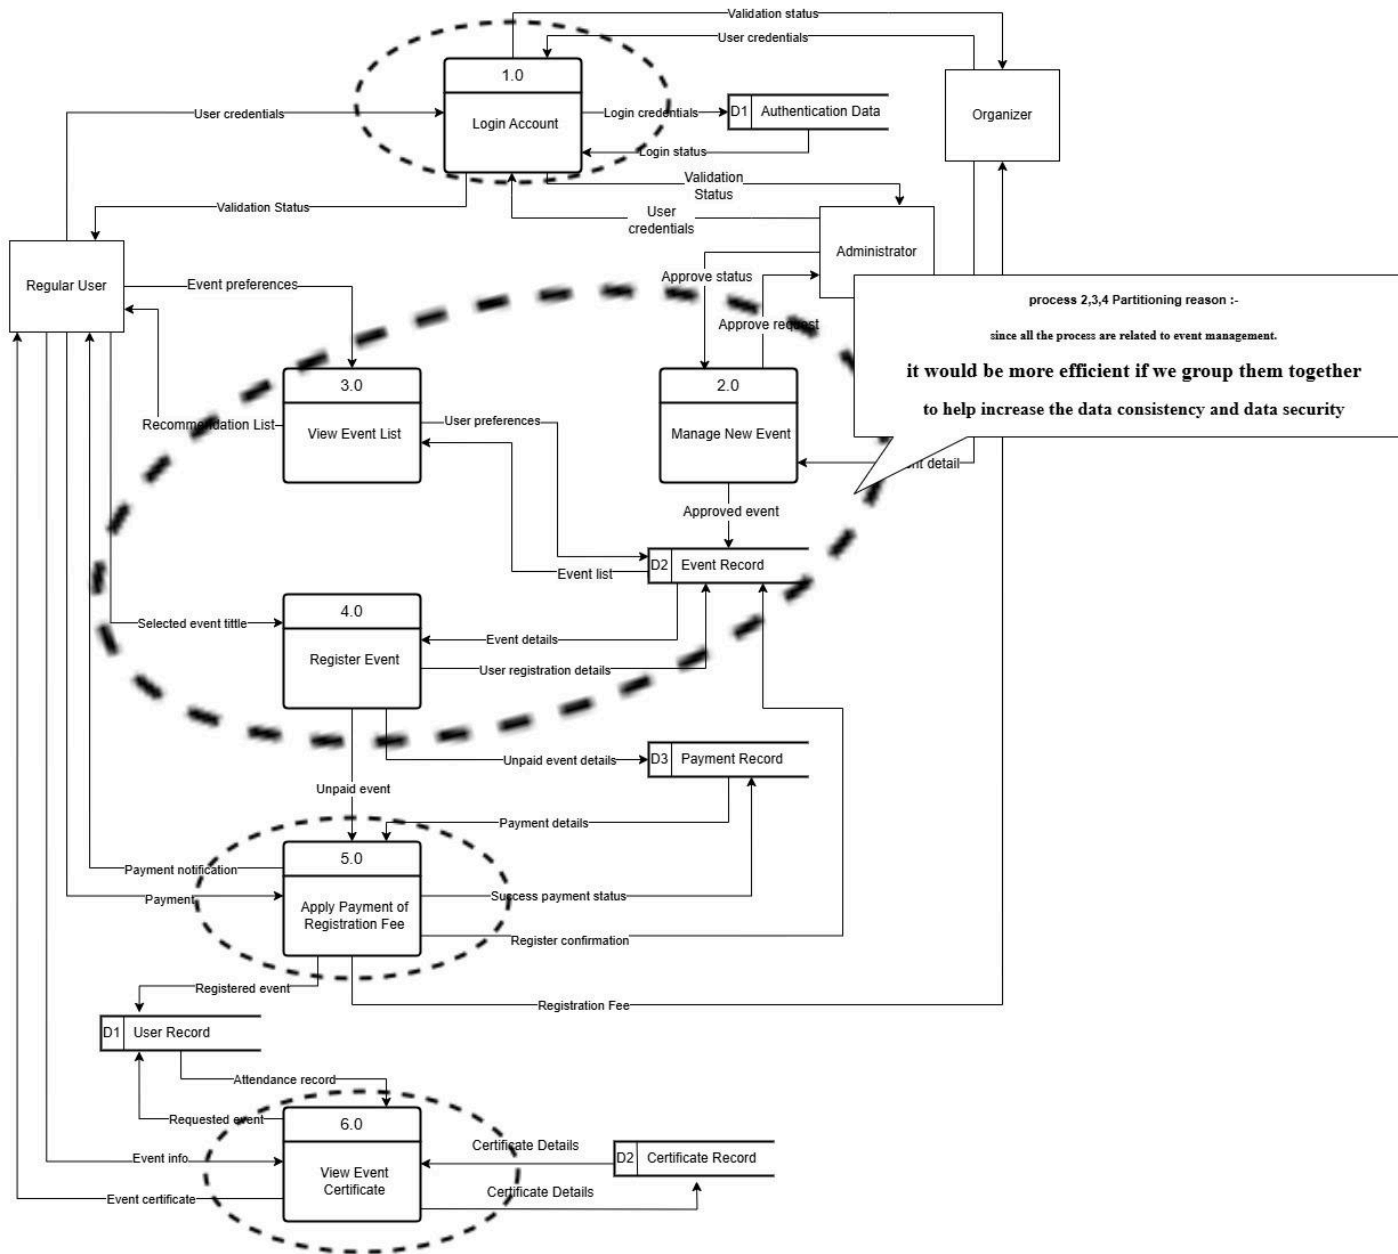 Validation status
User credentials
1.0
Login Account
User credentials
Login credentials
D1 Authentication Data
Organizer
Login status
Validation
Status
Validation Status
User
credentials
Administrator
Regular User
Event preferences
Approve status
Approve request
process 2,3,4 Partitioning reason :-
since all the process are related to event management.
it would be more efficient if we group them together
to help increase the data consistency and data security
3.0
View Event List
2.0
Manage New Event
Recommendation List
User preferences
detail
Approved event
D2 Event Record
Event list
4.0
Register Event
Selected event tittle
Event details
User registration details
Unpaid event details
D3 Payment Record
Unpaid event
Payment details
5.0
Apply Payment of
Registration Fee
Payment notification
Payment
Success payment status
Register confirmation
Registered event
Registration Fee
D1 User Record
Attendance record
Requested event
6.0
View Event
Certificate
Certificate Details
D2 Certificate Record
Event info
Certificate Details
Event certificate